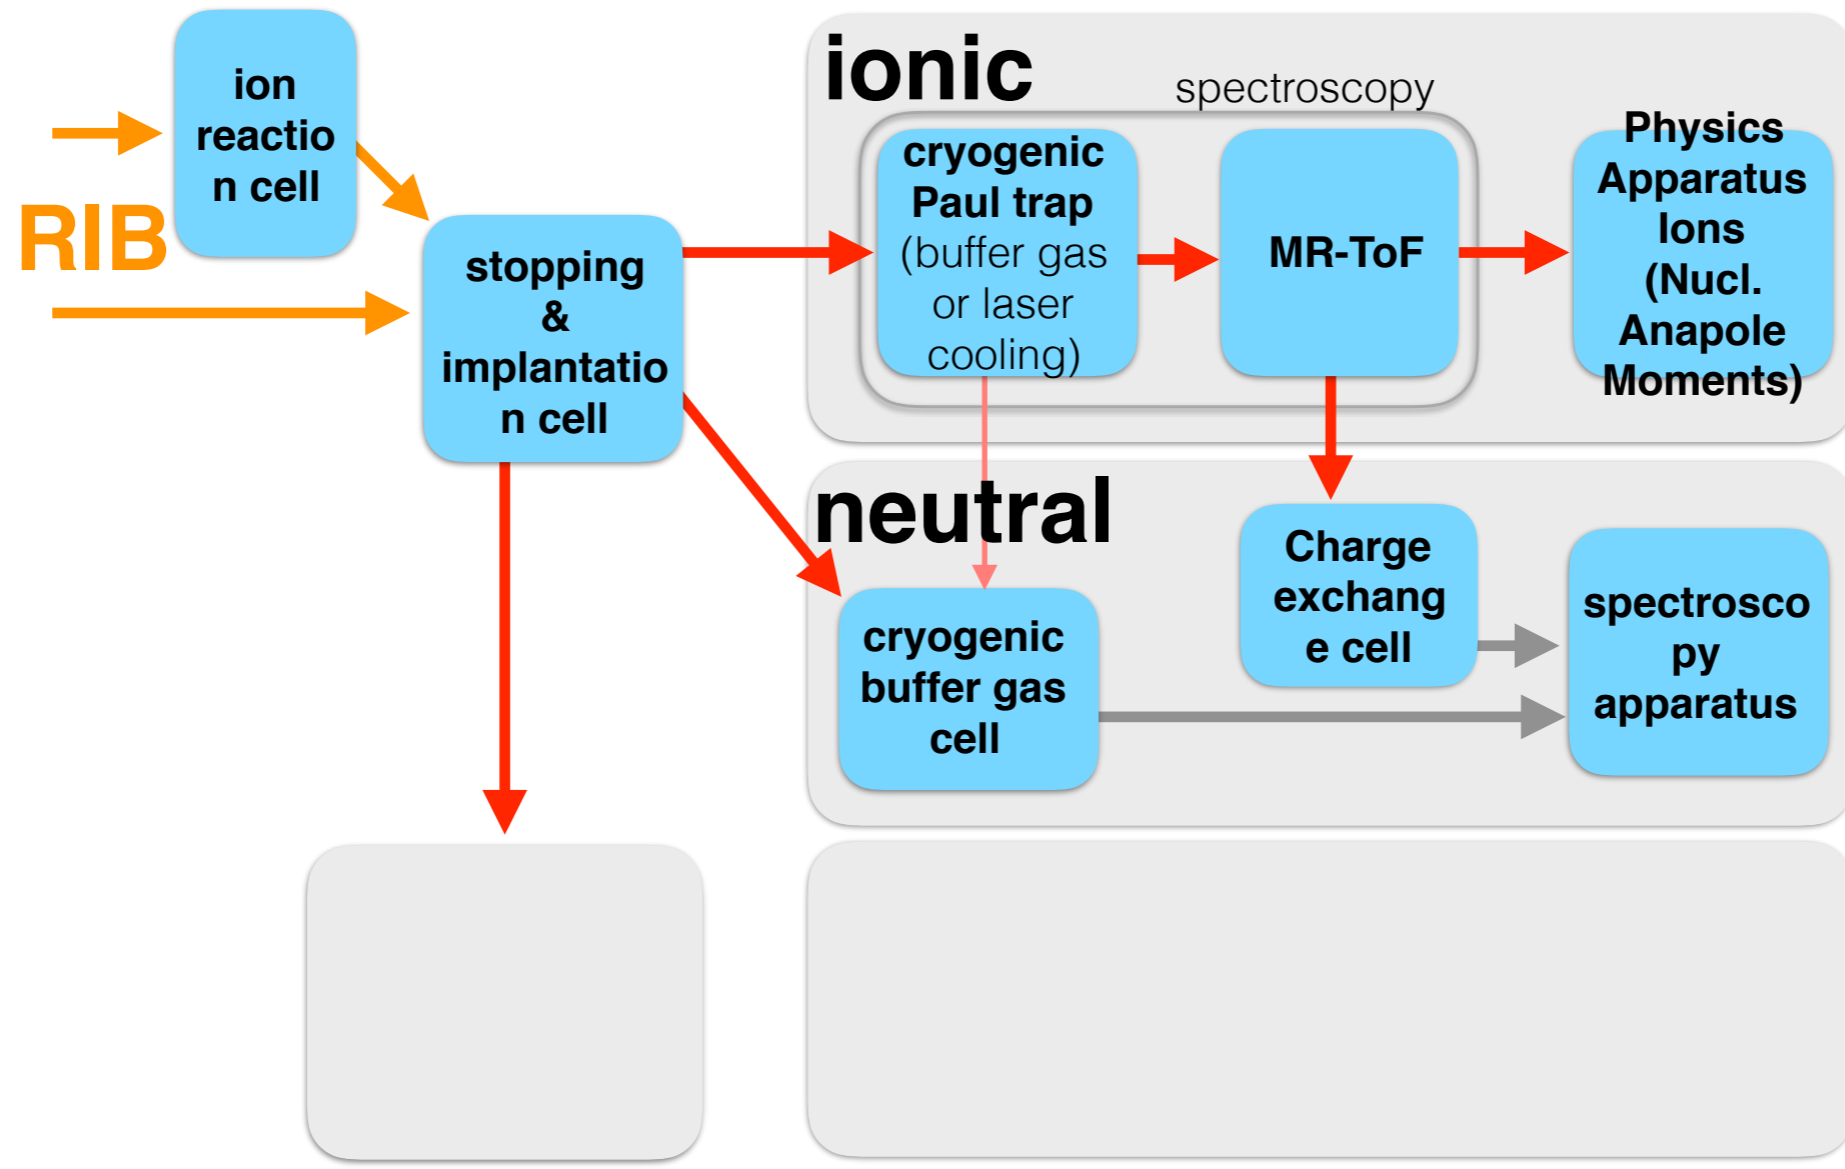 ion
reactio
n cell
RIB
stopping
&
implantatio
n cell
ionic
spectroscopy
cryogenic
Paul trap
(buffer gas
or laser
cooling)
MR-ToF
Physics
Apparatus
Ions
(Nucl.
Anapole
Moments)
neutral
cryogenic
buffer gas
cell
Charge
exchang
e cell
spectrosco
py
apparatus